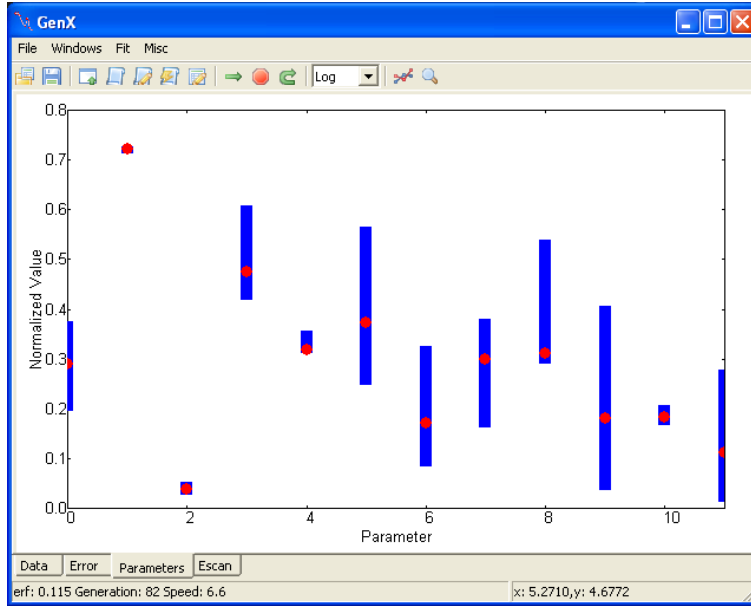 GenX
File Windows Fit Misc
Log
0.8
0.7
0.6
0.5
0.4
0.3
0.2
0.1
0.0
Normalized Value
0 2 4 6 8 10
Parameter
Data Error Parameters Escan
erf: 0.115 Generation: 82 Speed: 6.6 x: 5.2710,y: 4.6772